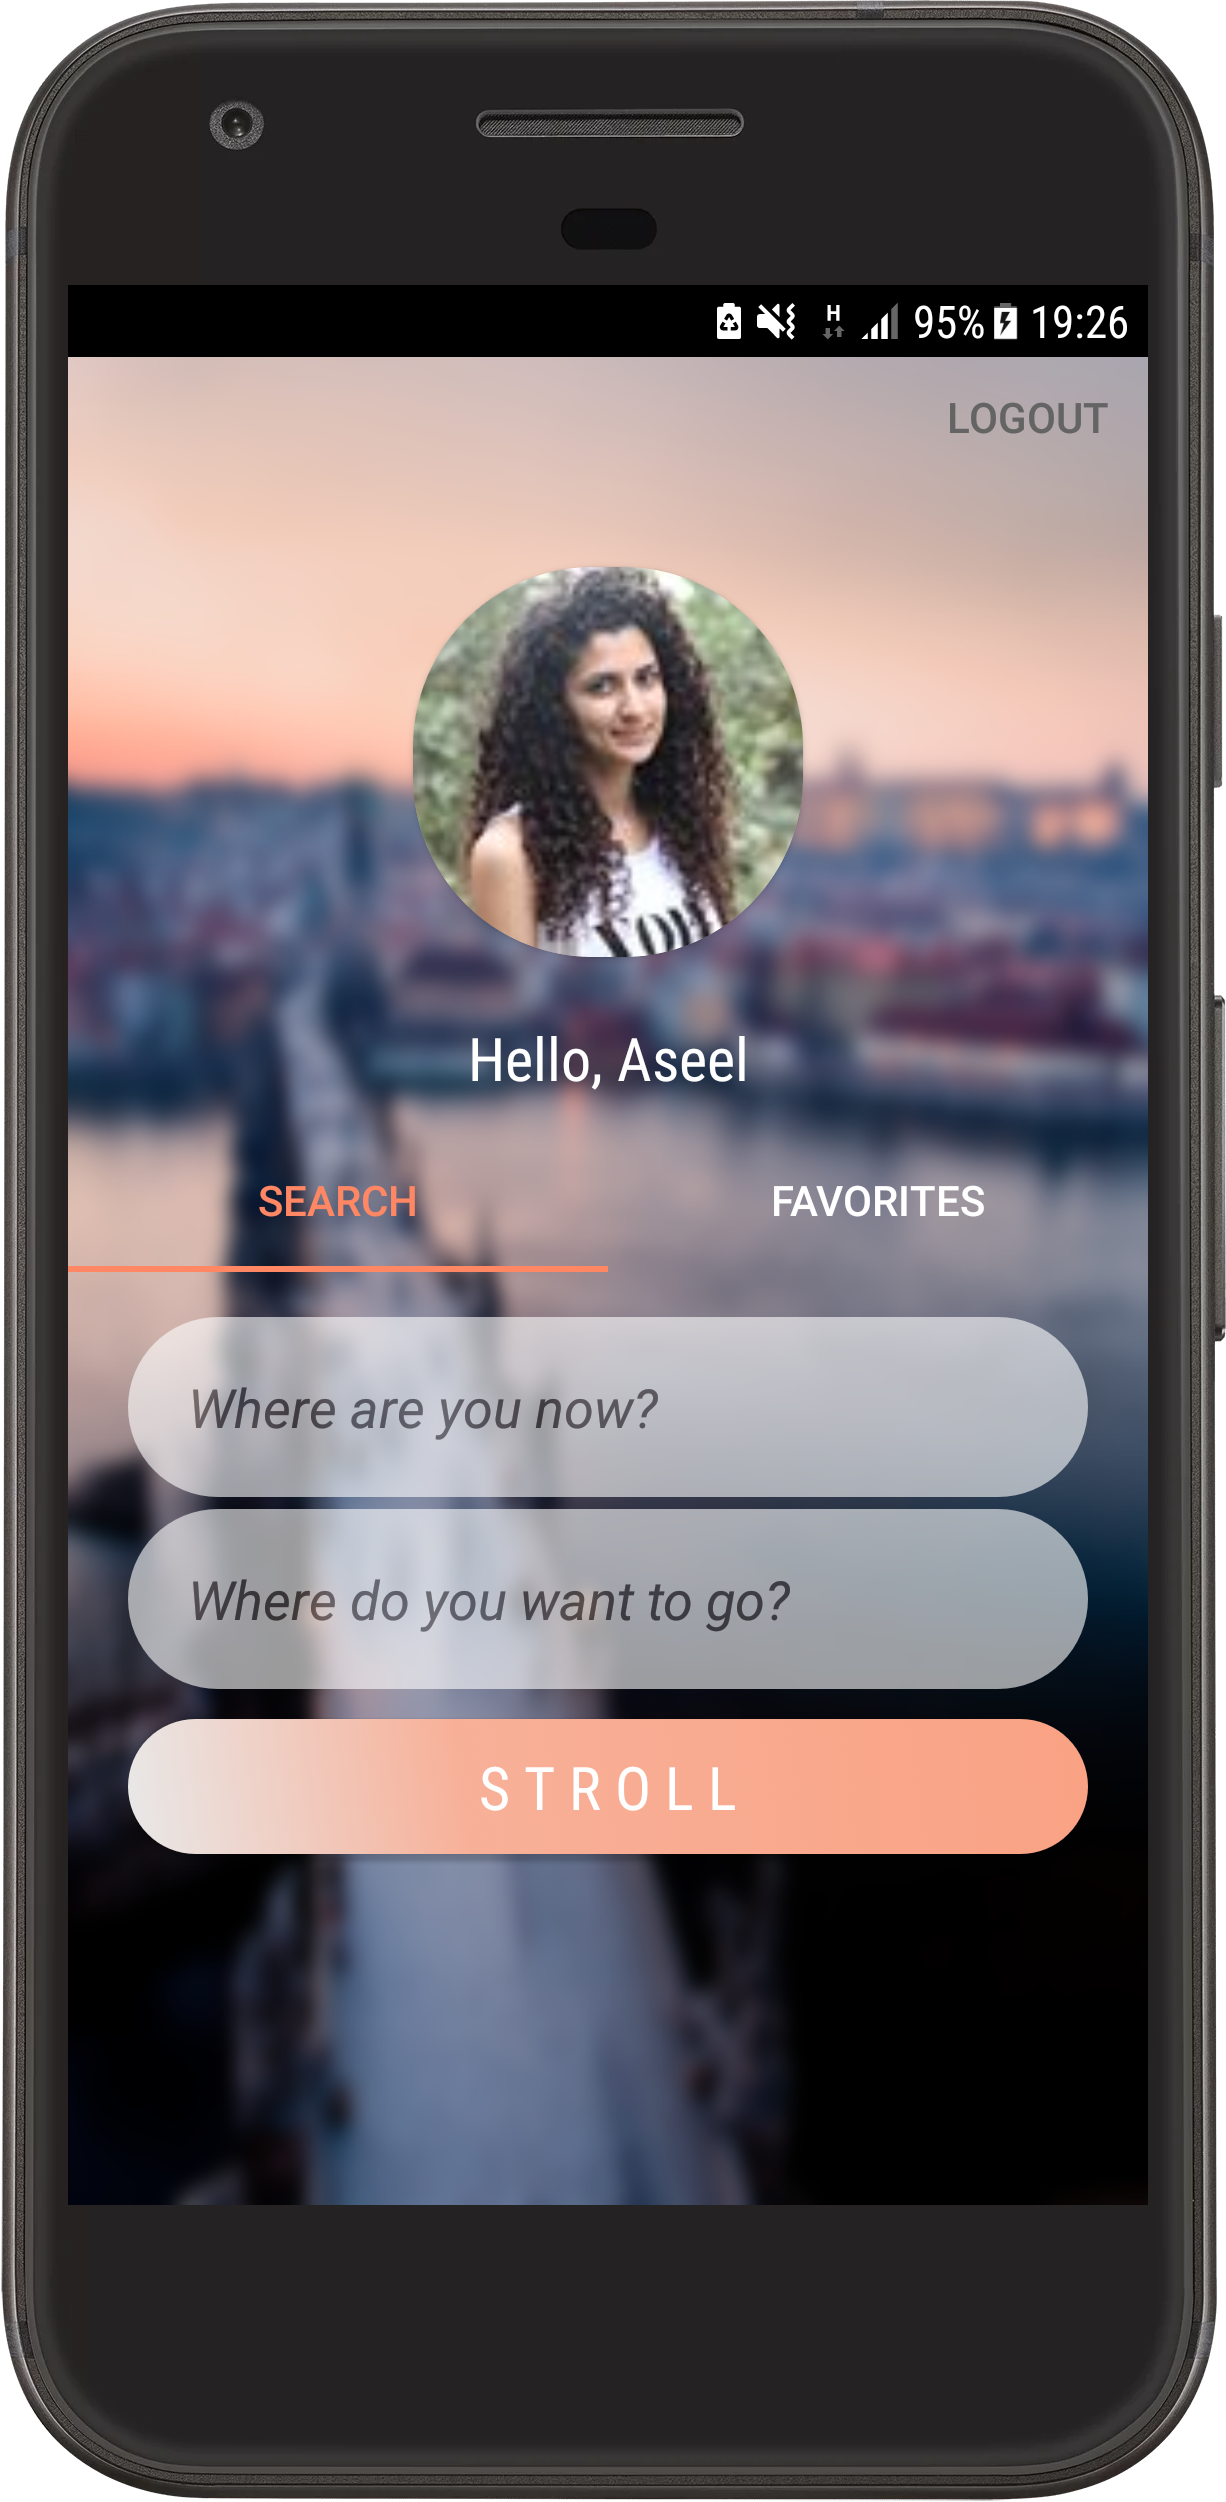 H 95% 19:26
LOGOUT
YOU
Hello, Aseel
SEARCH FAVORITES
Where are you now?
Where do you want to go?
STROLL